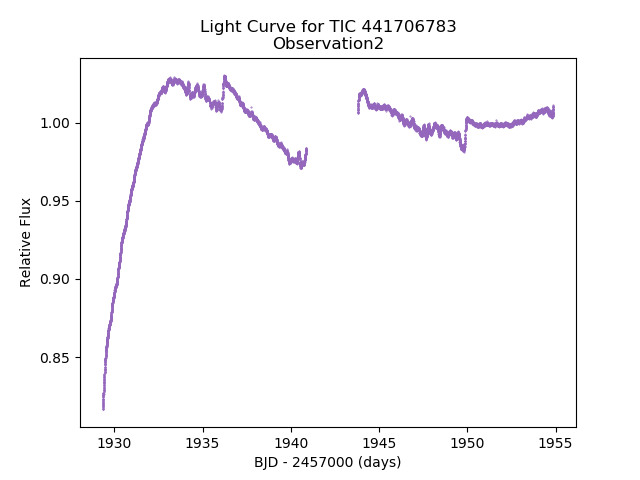 Light Curve for TIC 441706783
Observation2
1.00
0.95
0.90
0.85
Relative Flux
1930 1935 1940 1945 1950 1955
BJD - 2457000 (days)